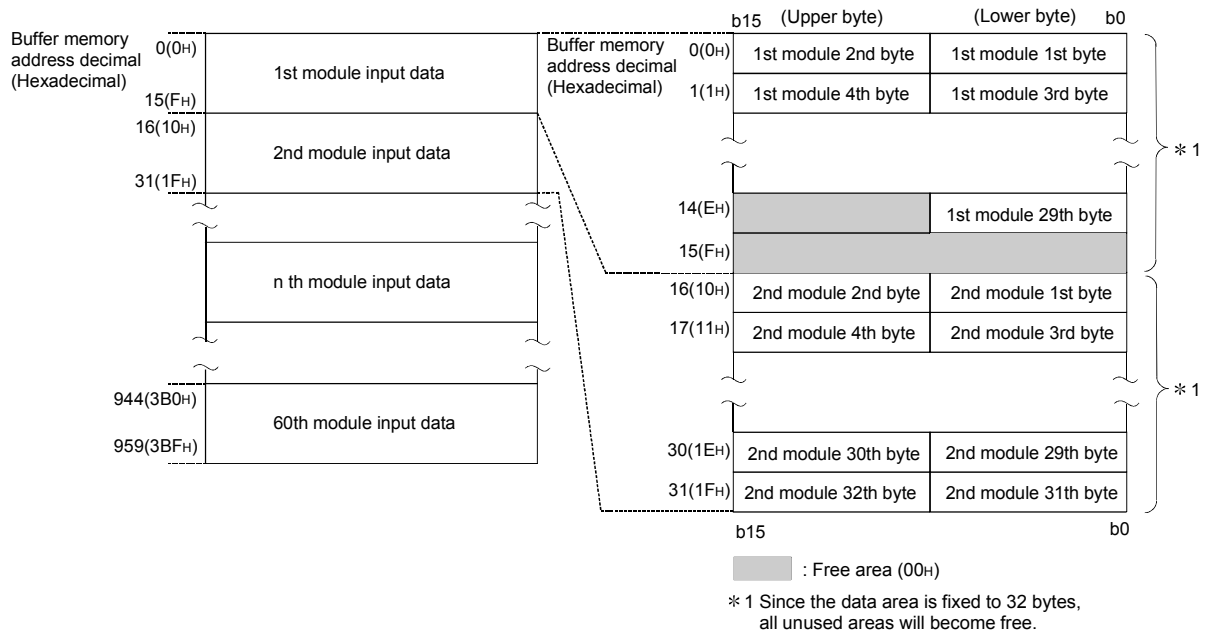 Buffer memory
address decimal
(Hexadecimal)
0(0H)
1st module input data
15(FH)
16(10H)
2nd module input data
31(1FH)
n th module input data
944(3B0H)
60th module input data
959(3BFH)
b15 (Upper byte) (Lower byte) b0
Buffer memory
address decimal
(Hexadecimal)
0(0H) 1st module 2nd byte 1st module 1st byte
1(1H) 1st module 4th byte 1st module 3rd byte
* 1
14(EH) 1st module 29th byte
15(FH)
16(10H) 2nd module 2nd byte 2nd module 1st byte
17(11H) 2nd module 4th byte 2nd module 3rd byte
* 1
30(1EH) 2nd module 30th byte 2nd module 29th byte
31(1FH) 2nd module 32th byte 2nd module 31th byte
b15 b0
: Free area (00H)
* 1 Since the data area is fixed to 32 bytes,
all unused areas will become free.